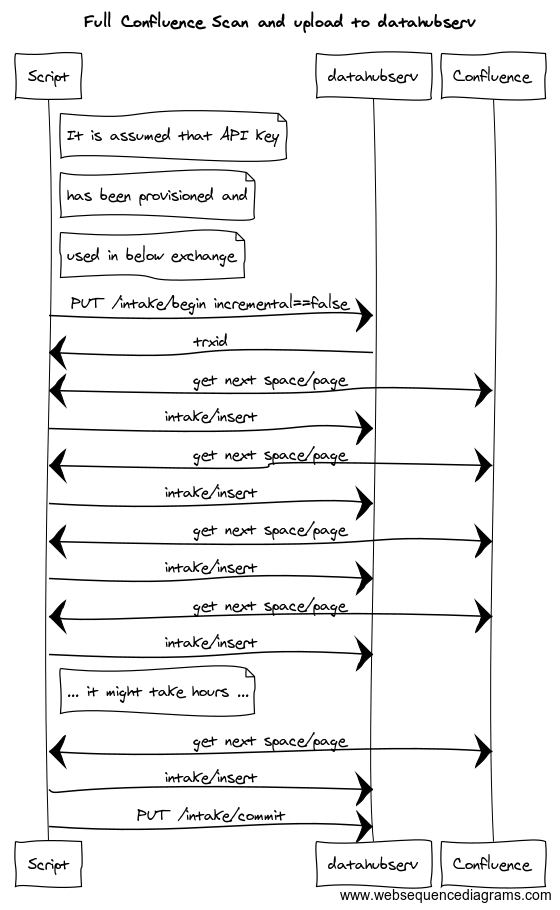 Full Confluence Scan and upload to datahubserv
Script
datahubserv
Confluence
It is assumed that API key
has been provisioned and
used in below exchange
PUT /intake/begin incremental==false
trxid
get next space/page
intake/insert
get next space/page
intake/insert
get next space/page
intake/insert
get next space/page
intake/insert
... it might take hours ...
get next space/page
intake/insert
PUT /intake/commit
Script
datahubserv
Confluence
www.websequencediagrams.com